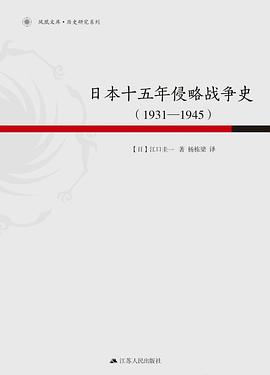 凤凰文库·历史研究系列
日本十五年侵略战争史
（1931—1945）
【日】江口圭一 著 杨栋梁 译
江苏人民出版社